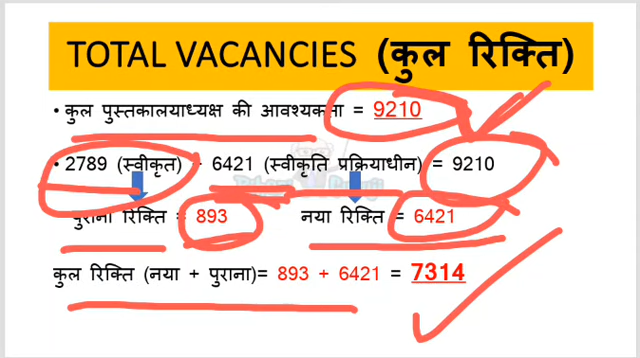 TOTAL VACANCIES (कुल रिक्ति)
• कुल पुस्तकालयाध्यक्ष की आवश्यकता = 9210
• 2789 (स्वीकृत) + 6421 (स्वीकृति प्रक्रियाधीन) = 9210
पुराना रिक्ति = 893 नया रिक्ति = 6421
कुल रिक्ति (नया + पुराना)= 893 + 6421 = 7314